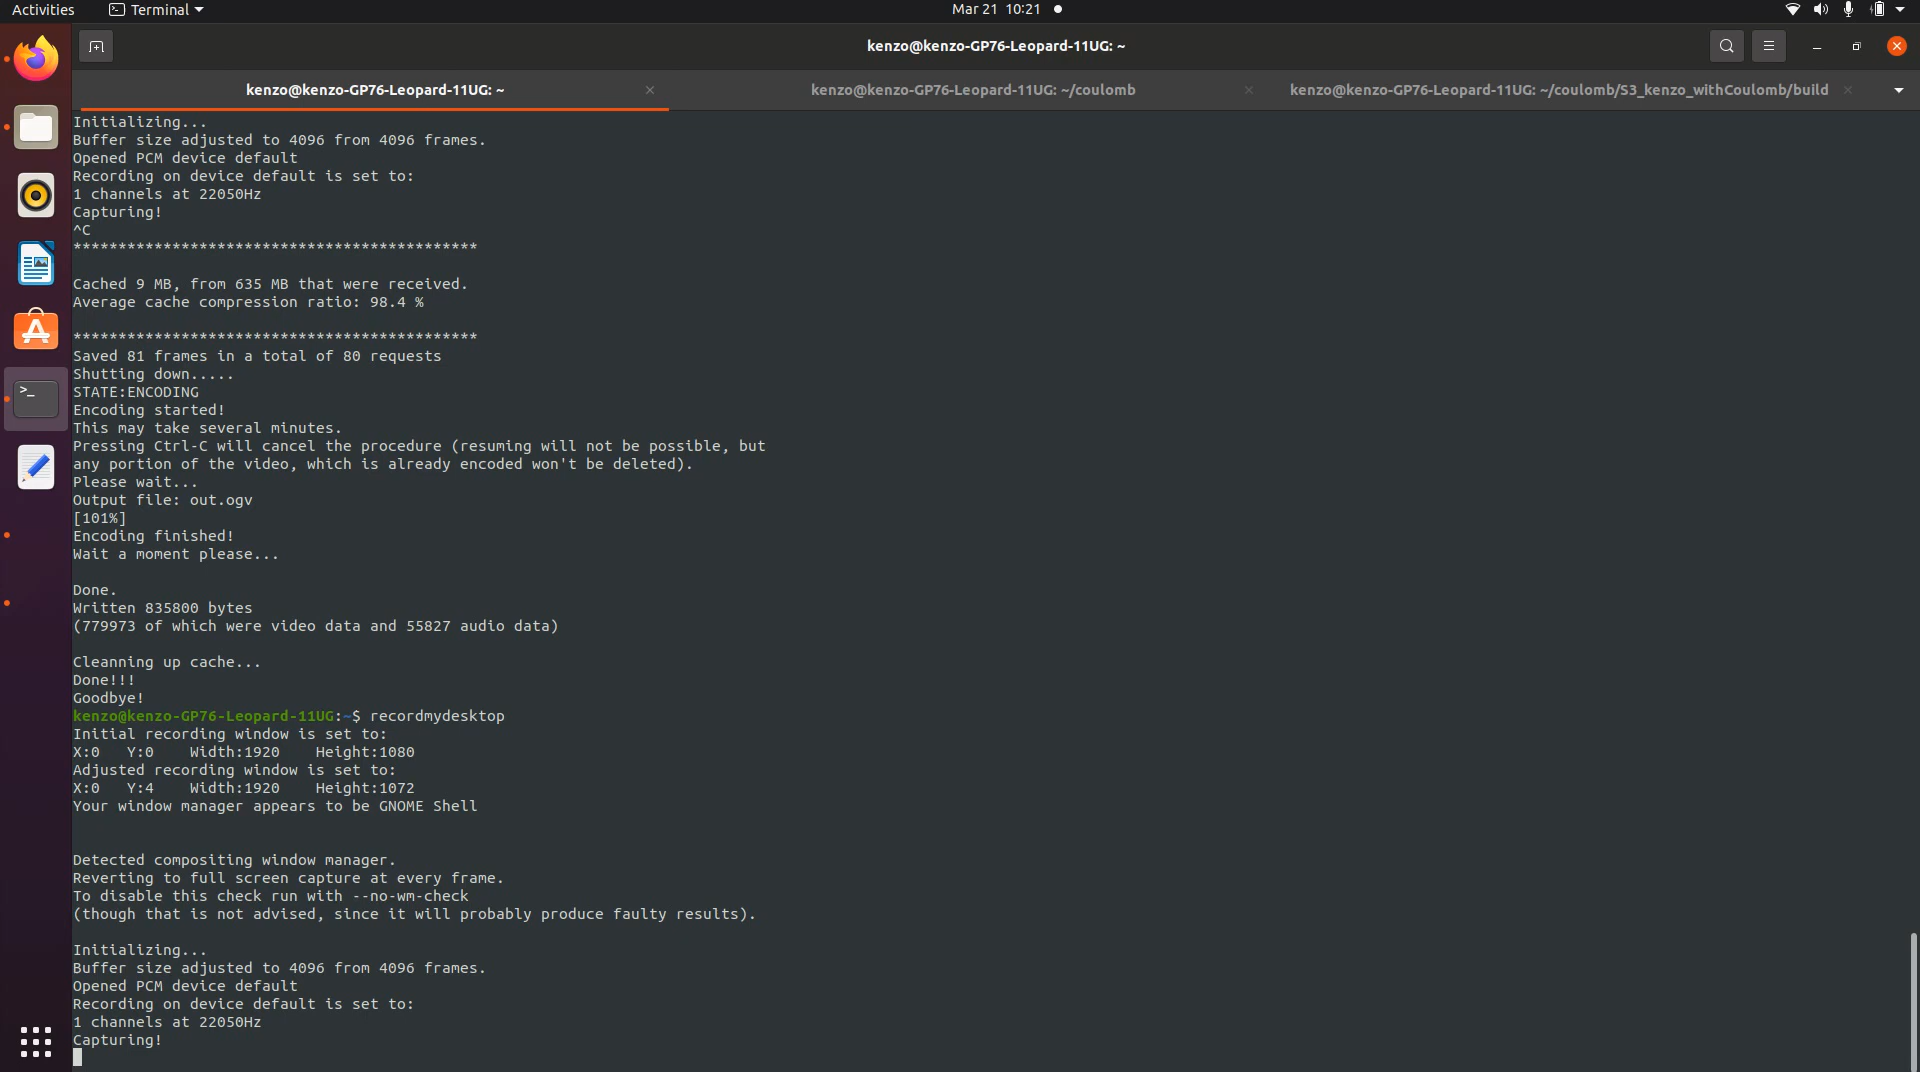 Activities
Terminal
Mar 21 10:21
kenzo@kenzo-GP76-Leopard-11UG: ~
kenzo@kenzo-GP76-Leopard-11UG: ~
kenzo@kenzo-GP76-Leopard-11UG: ~/coulomb
kenzo@kenzo-GP76-Leopard-11UG: ~/coulomb/S3_kenzo_withCoulomb/build
Initializing...
Buffer size adjusted to 4096 from 4096 frames.
Opened PCM device default
Recording on device default is set to:
1 channels at 22050Hz
Capturing!
^C
*********************************************
Cached 9 MB, from 635 MB that were received.
Average cache compression ratio: 98.4 %
*********************************************
Saved 81 frames in a total of 80 requests
Shutting down.....
STATE:ENCODING
Encoding started!
This may take several minutes.
Pressing Ctrl-C will cancel the procedure (resuming will not be possible, but
any portion of the video, which is already encoded won't be deleted).
Please wait...
Output file: out.ogv
[101%]
Encoding finished!
Wait a moment please...
Done.
Written 835800 bytes
(779973 of which were video data and 55827 audio data)
Cleanning up cache...
Done!!!
Goodbye!
kenzo@kenzo-GP76-Leopard-11UG:~$ recordmydesktop
Initial recording window is set to:
X:0   Y:0    Width:1920    Height:1080
Adjusted recording window is set to:
X:0   Y:4    Width:1920    Height:1072
Your window manager appears to be GNOME Shell
Detected compositing window manager.
Reverting to full screen capture at every frame.
To disable this check run with --no-wm-check
(though that is not advised, since it will probably produce faulty results).
Initializing...
Buffer size adjusted to 4096 from 4096 frames.
Opened PCM device default
Recording on device default is set to:
1 channels at 22050Hz
Capturing!